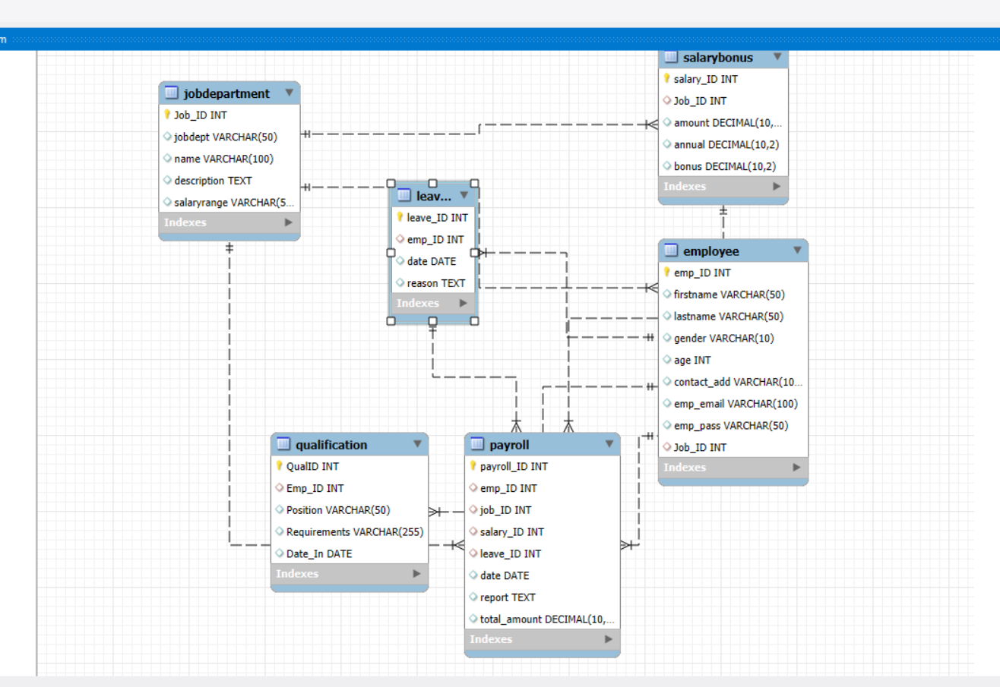 m
salarybonus
salary_ID INT
Job_ID INT
amount DECIMAL(10,...
annual DECIMAL(10,2)
bonus DECIMAL(10,2)
Indexes
jobdepartment
Job_ID INT
jobdept VARCHAR(50)
name VARCHAR(100)
description TEXT
salaryrange VARCHAR(5...
Indexes
leav...
leave_ID INT
emp_ID INT
date DATE
reason TEXT
Indexes
employee
emp_ID INT
firstname VARCHAR(50)
lastname VARCHAR(50)
gender VARCHAR(10)
age INT
contact_add VARCHAR(10...
emp_email VARCHAR(100)
emp_pass VARCHAR(50)
Job_ID INT
Indexes
qualification
QualID INT
Emp_ID INT
Position VARCHAR(50)
Requirements VARCHAR(255)
Date_In DATE
Indexes
payroll
payroll_ID INT
emp_ID INT
job_ID INT
salary_ID INT
leave_ID INT
date DATE
report TEXT
total_amount DECIMAL(10,...
Indexes